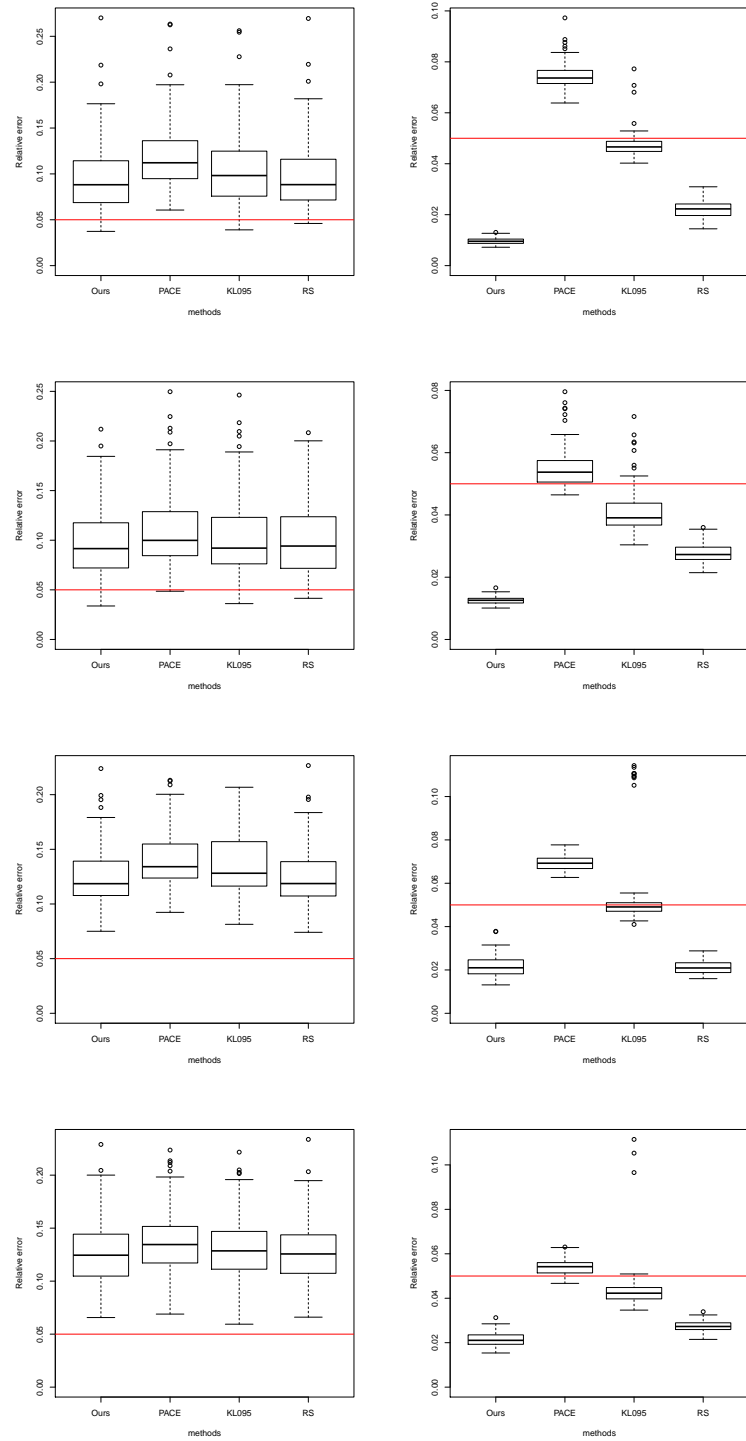 Relative error
0.00 0.05 0.10 0.15 0.20 0.25
Ours PACE KL095 RS
methods
Relative error
0.00 0.02 0.04 0.06 0.08 0.10
Ours PACE KL095 RS
methods
Relative error
0.00 0.05 0.10 0.15 0.20 0.25
Ours PACE KL095 RS
methods
Relative error
0.00 0.02 0.04 0.06 0.08
Ours PACE KL095 RS
methods
Relative error
0.00 0.05 0.10 0.15 0.20
Ours PACE KL095 RS
methods
Relative error
0.00 0.02 0.04 0.06 0.08 0.10
Ours PACE KL095 RS
methods
Relative error
0.00 0.05 0.10 0.15 0.20
Ours PACE KL095 RS
methods
Relative error
0.00 0.02 0.04 0.06 0.08 0.10
Ours PACE KL095 RS
methods